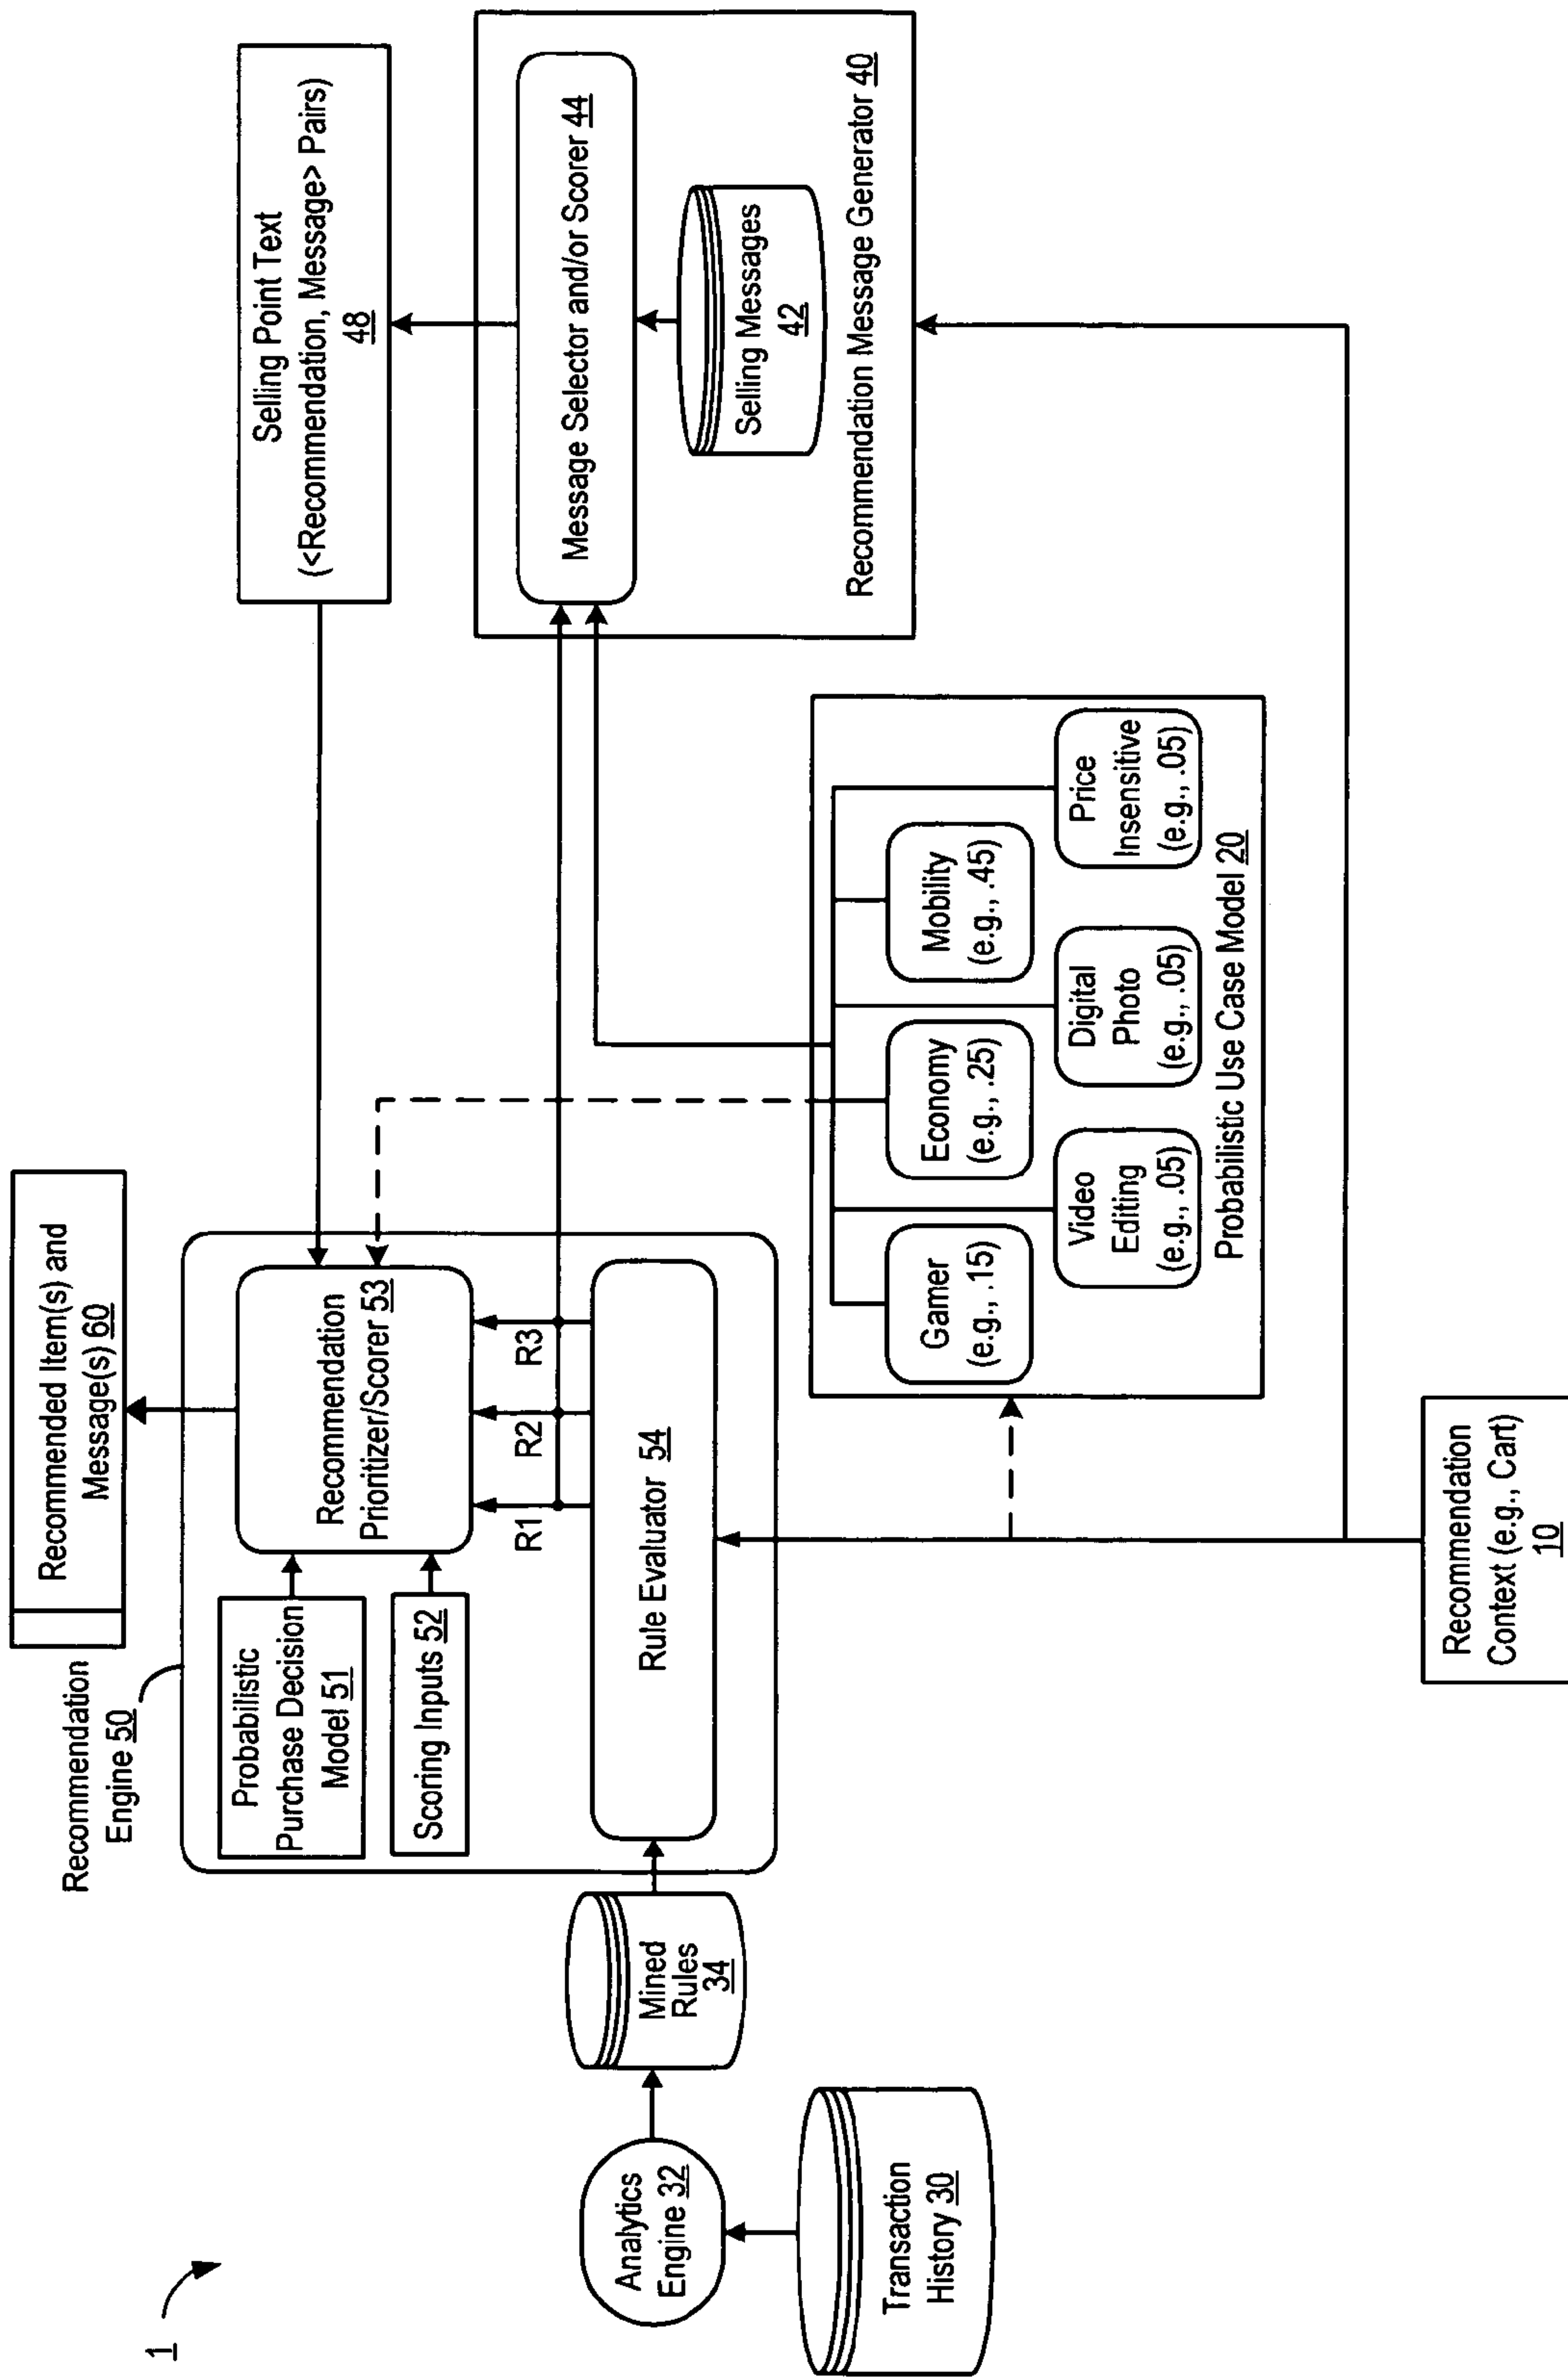 1
Recommendation
Engine 50
Recommended Item(s) and
Message(s) 60
Selling Point Text
(<Recommendation, Message> Pairs)
48
Probabilistic
Purchase Decision
Model 51
Scoring Inputs 52
Recommendation
Prioritizer/Scorer 53
R1
R2
R3
Rule Evaluator 54
Message Selector and/or Scorer 44
Selling Messages
42
Recommendation Message Generator 40
Analytics
Engine 32
Mined
Rules
34
Transaction
History 30
Gamer
(e.g., .15)
Economy
(e.g., .25)
Mobility
(e.g., .45)
Video
Editing
(e.g., .05)
Digital
Photo
(e.g., .05)
Price
Insensitive
(e.g., .05)
Probabilistic Use Case Model 20
Recommendation
Context (e.g., Cart)
10